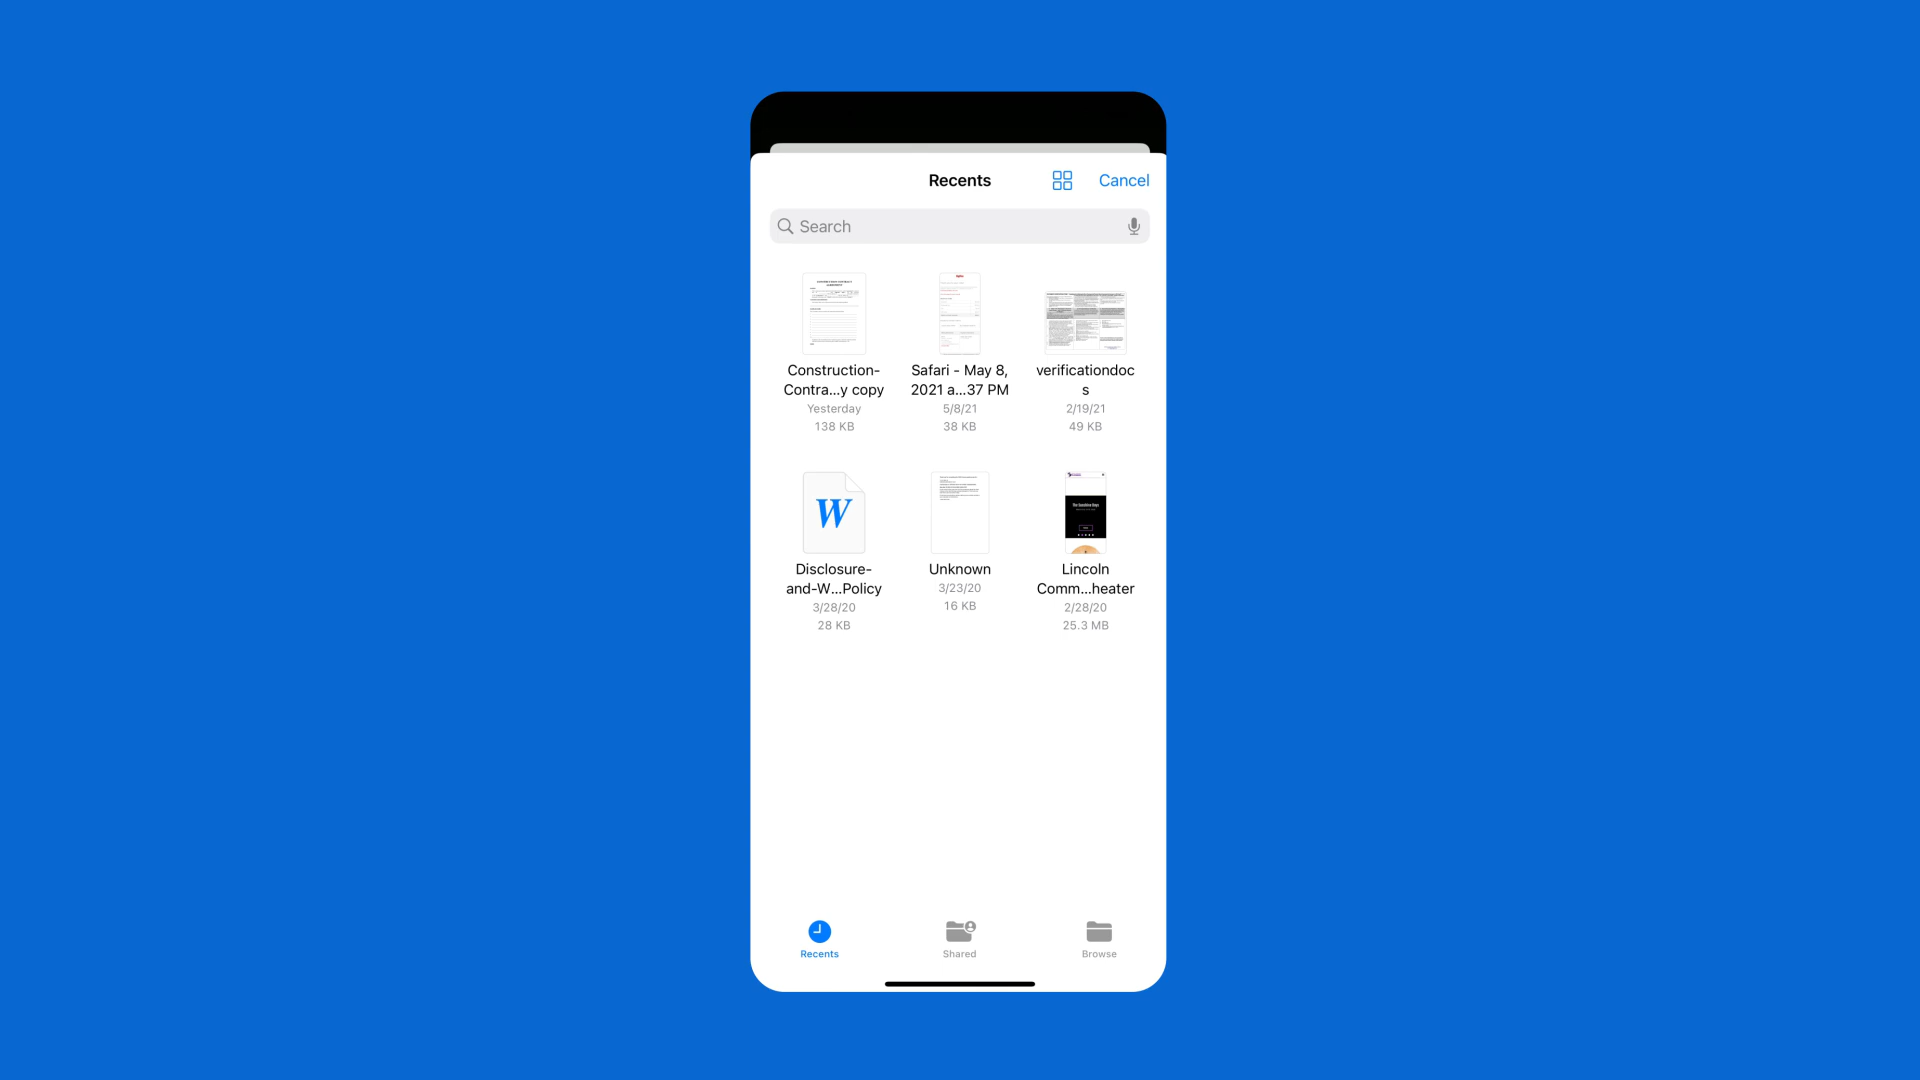 Recents
Cancel
Search
Construction-
Contra...y copy
Yesterday
138 KB
Safari - May 8,
2021 a...37 PM
5/8/21
38 KB
verificationdoc
s
2/19/21
49 KB
W
Disclosure-
and-W...Policy
3/28/20
28 KB
Unknown
3/23/20
16 KB
Lincoln
Comm...heater
2/28/20
25.3 MB
Recents
Shared
Browse